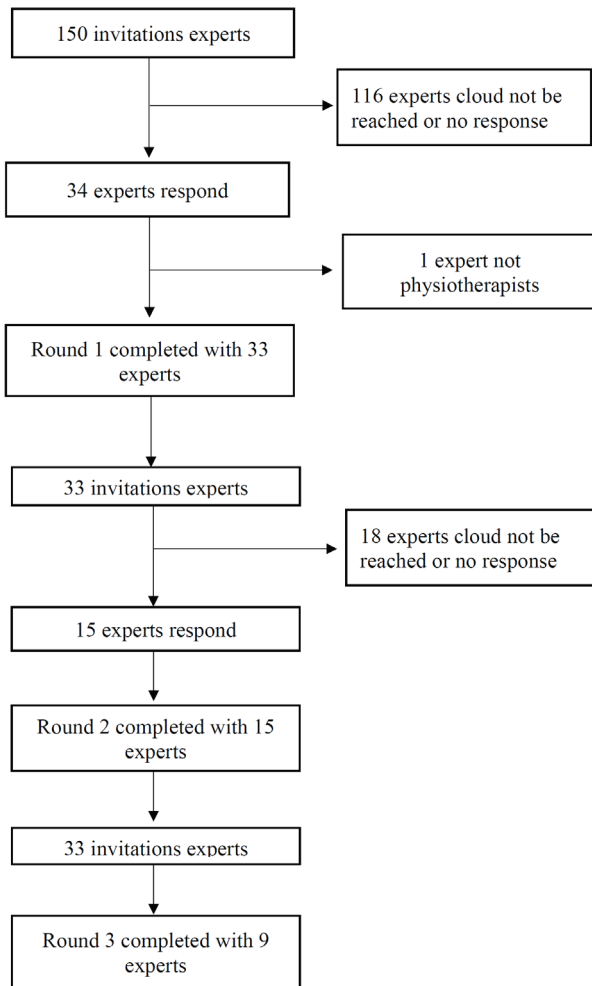 150 invitations experts
116 experts cloud not be
reached or no response
34 experts respond
1 expert not
physiotherapists
Round 1 completed with 33
experts
33 invitations experts
18 experts cloud not be
reached or no response
15 experts respond
Round 2 completed with 15
experts
33 invitations experts
Round 3 completed with 9
experts